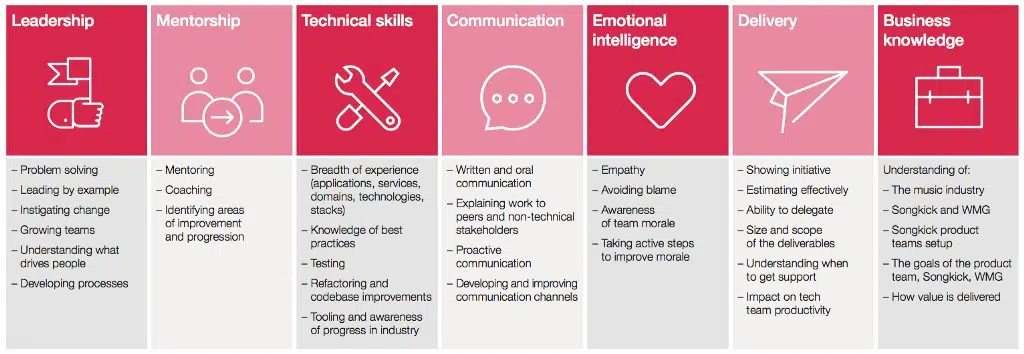 Leadership
– Problem solving
– Leading by example
– Instigating change
– Growing teams
– Understanding what
drives people
– Developing processes
Mentorship
– Mentoring
– Coaching
– Identifying areas
of improvement
and progression
Technical skills
– Breadth of experience
(applications, services,
domains, technologies,
stacks)
– Knowledge of best
practices
– Testing
– Refactoring and
codebase improvements
– Tooling and awareness
of progress in industry
Communication
– Written and oral
communication
– Explaining work to
peers and non-technical
stakeholders
– Proactive
communication
– Developing and improving
communication channels
Emotional
intelligence
– Empathy
– Avoiding blame
– Awareness
of team morale
– Taking active steps
to improve morale
Delivery
– Showing initiative
– Estimating effectively
– Ability to delegate
– Size and scope
of the deliverables
– Understanding when
to get support
– Impact on tech
team productivity
Business
knowledge
Understanding of:
– The music industry
– Songkick and WMG
– Songkick product
teams setup
– The goals of the product
team, Songkick, WMG
– How value is delivered